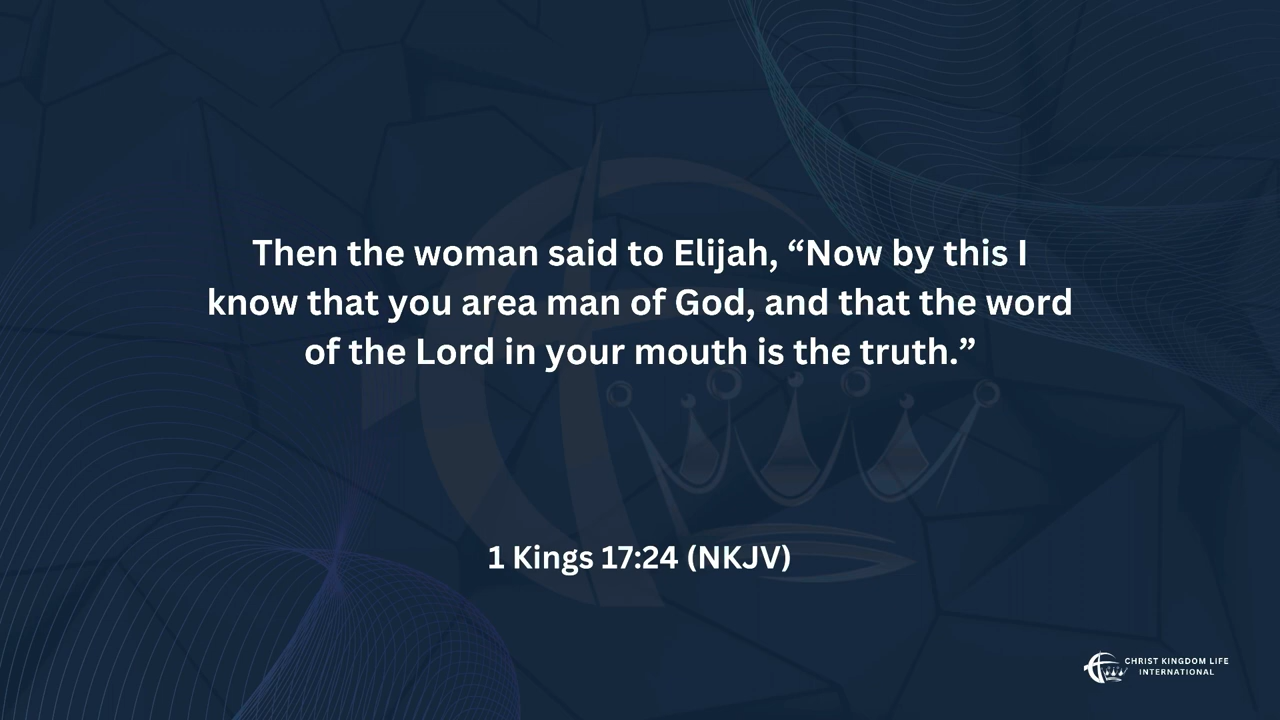 Then the woman said to Elijah, “Now by this I
know that you area man of God, and that the word
of the Lord in your mouth is the truth.”
1 Kings 17:24 (NKJV)
CHRIST KINGDOM LIFE
INTERNATIONAL